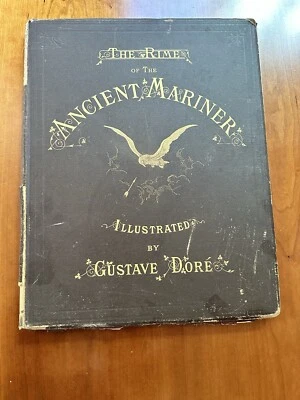 THE RIME
OF THE
ANCIENT MARINER
ILLUSTRATED
BY
GUSTAVE DORÉ